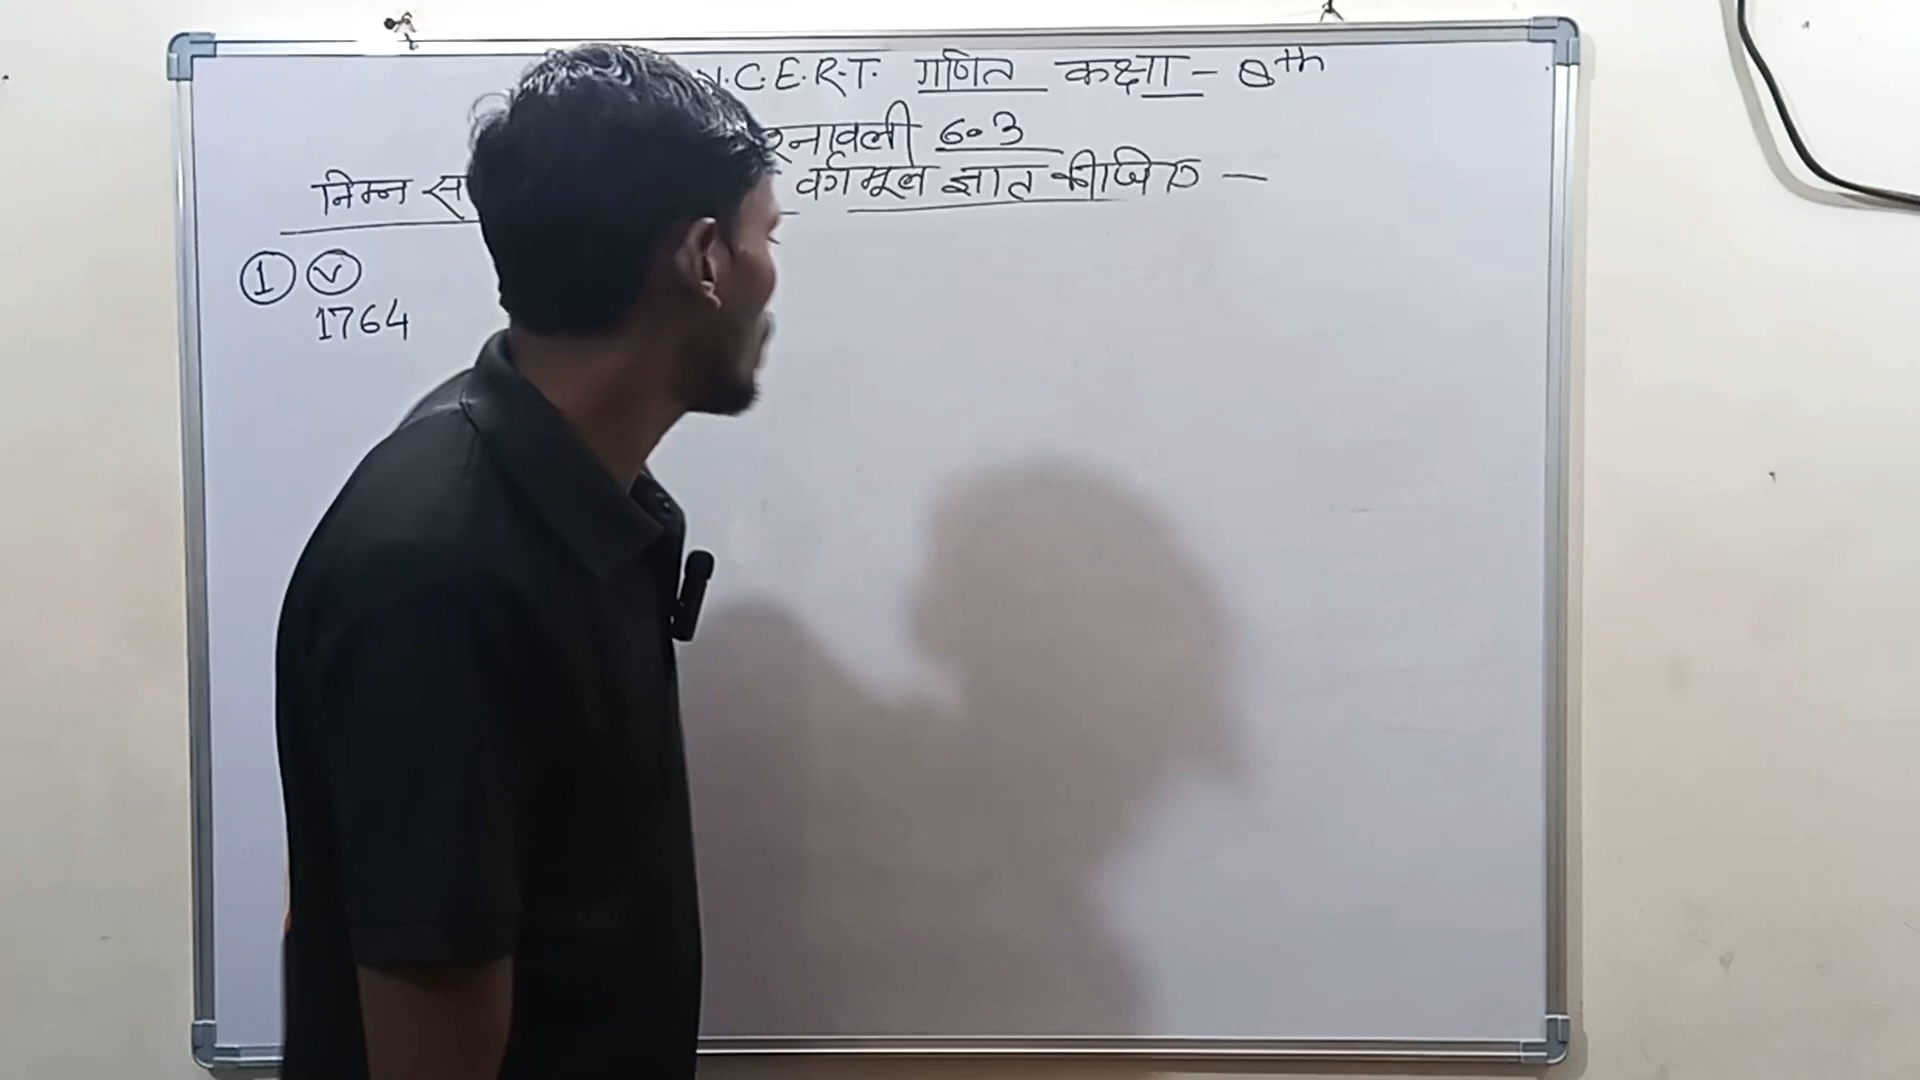 .C.E.R.T. गणित कक्षा - 8th
श्नावली 6.3
निम्न वर्गमूल ज्ञात कीजिए -
① ⓥ
1764